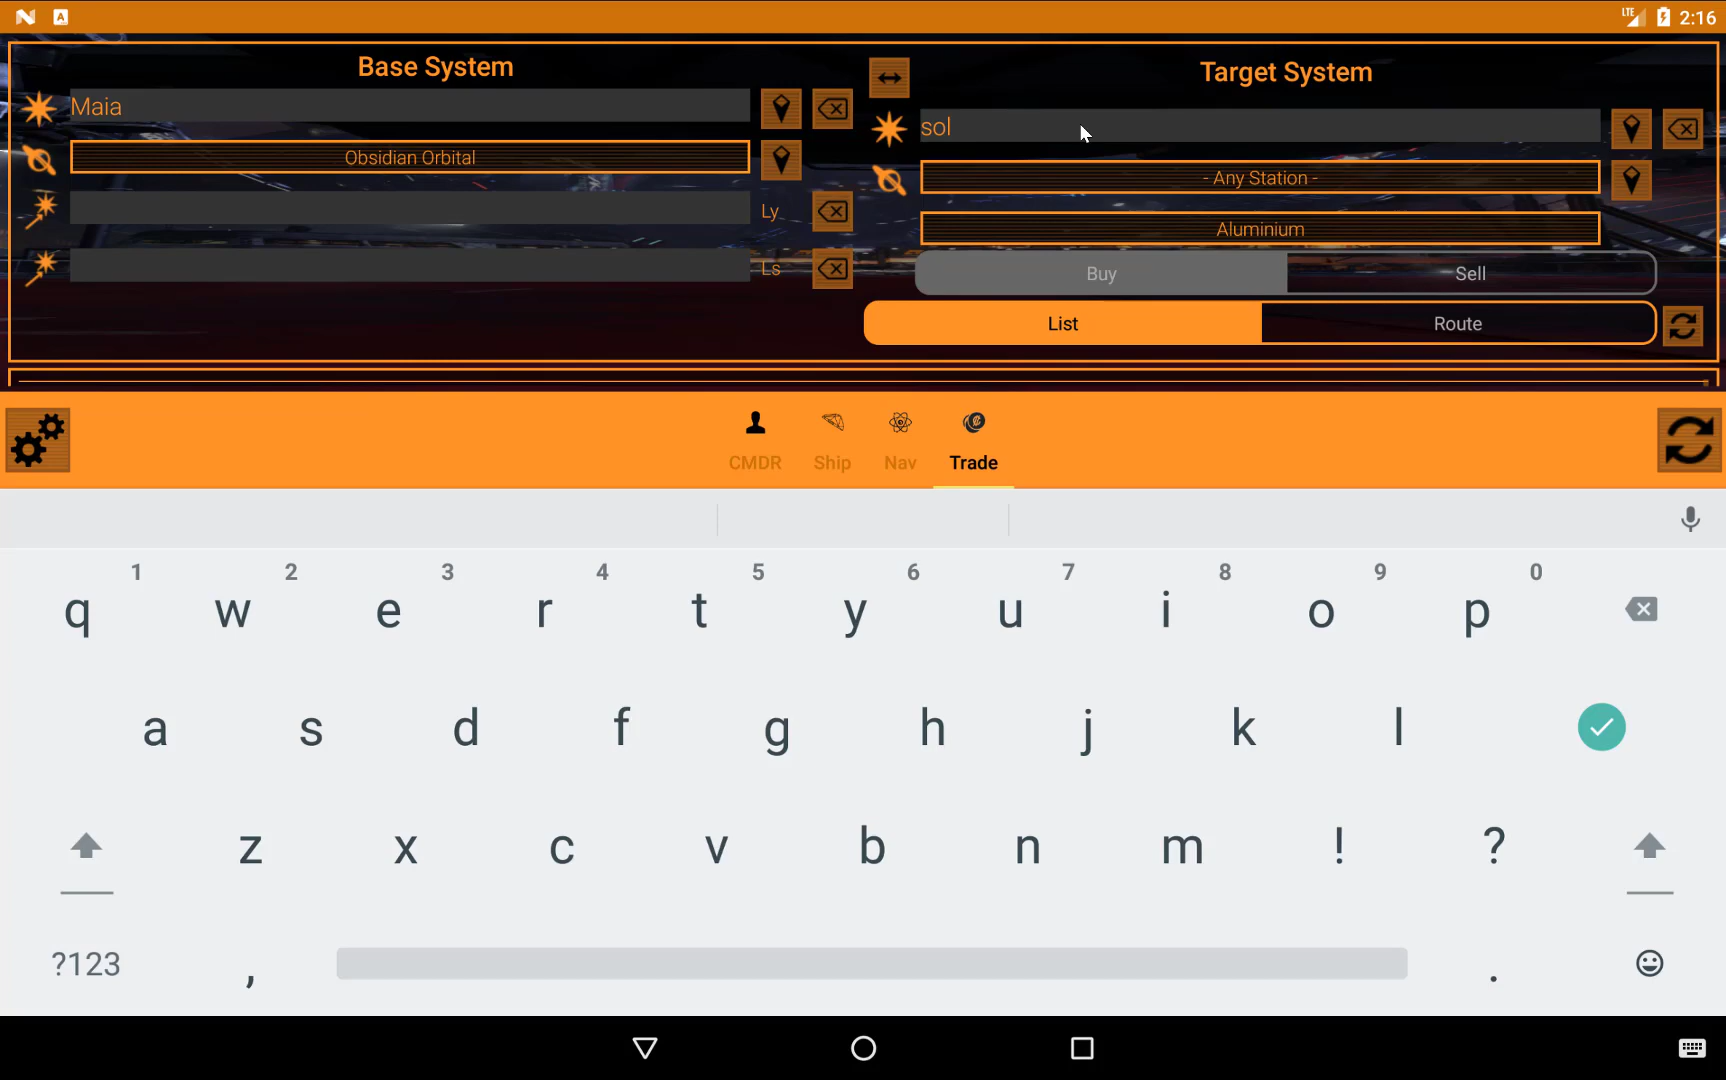 LTE 2:16
Base System
Target System
Maia
sol
Obsidian Orbital
- Any Station -
Ly
Aluminium
Ls
Buy Sell
List Route
CMDR Ship Nav Trade
1 2 3 4 5 6 7 8 9 0
q w e r t y u i o p
a s d f g h j k l
z x c v b n m ! ?
?123 , .